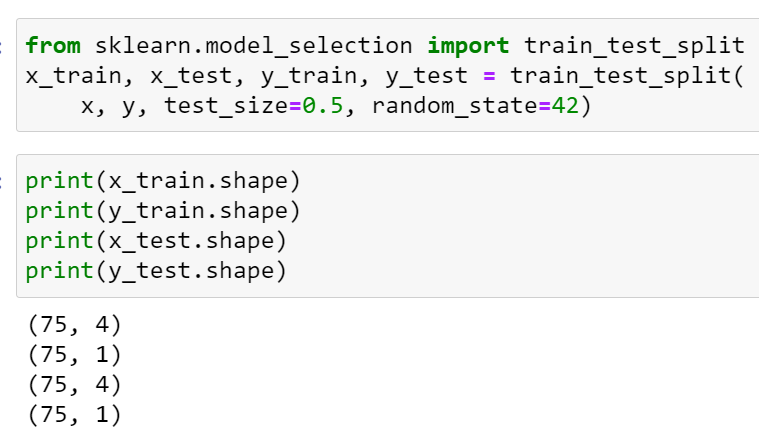 from sklearn.model_selection import train_test_split
x_train, x_test, y_train, y_test = train_test_split(
    x, y, test_size=0.5, random_state=42)
print(x_train.shape)
print(y_train.shape)
print(x_test.shape)
print(y_test.shape)
(75, 4)
(75, 1)
(75, 4)
(75, 1)